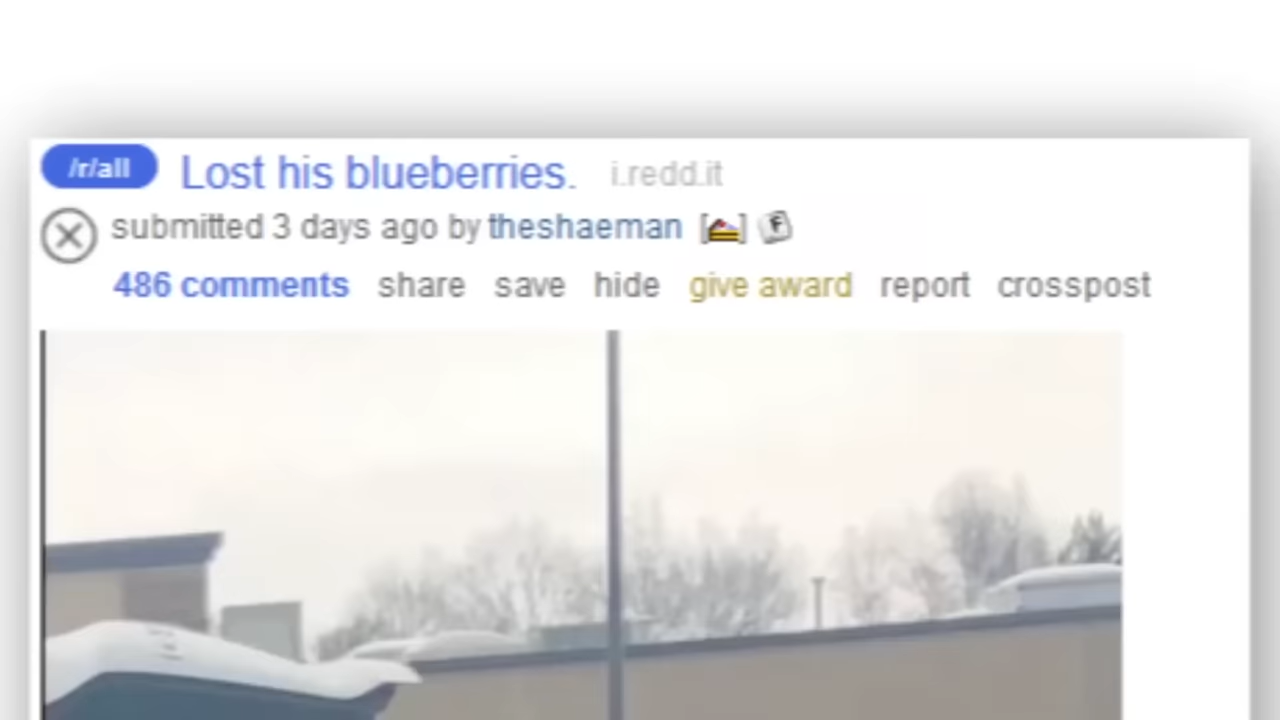 /r/all Lost his blueberries. i.redd.it
submitted 3 days ago by theshaeman [🍰] F
486 comments share save hide give award report crosspost